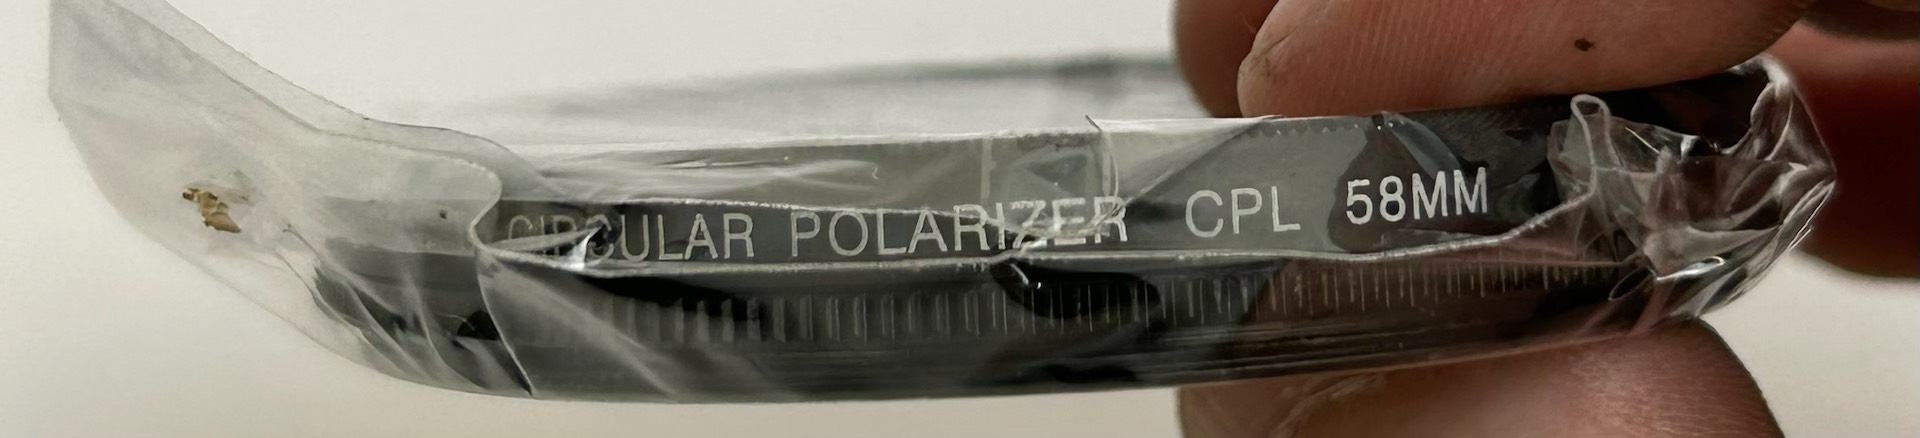 CIRCULAR POLARIZER CPL 58MM